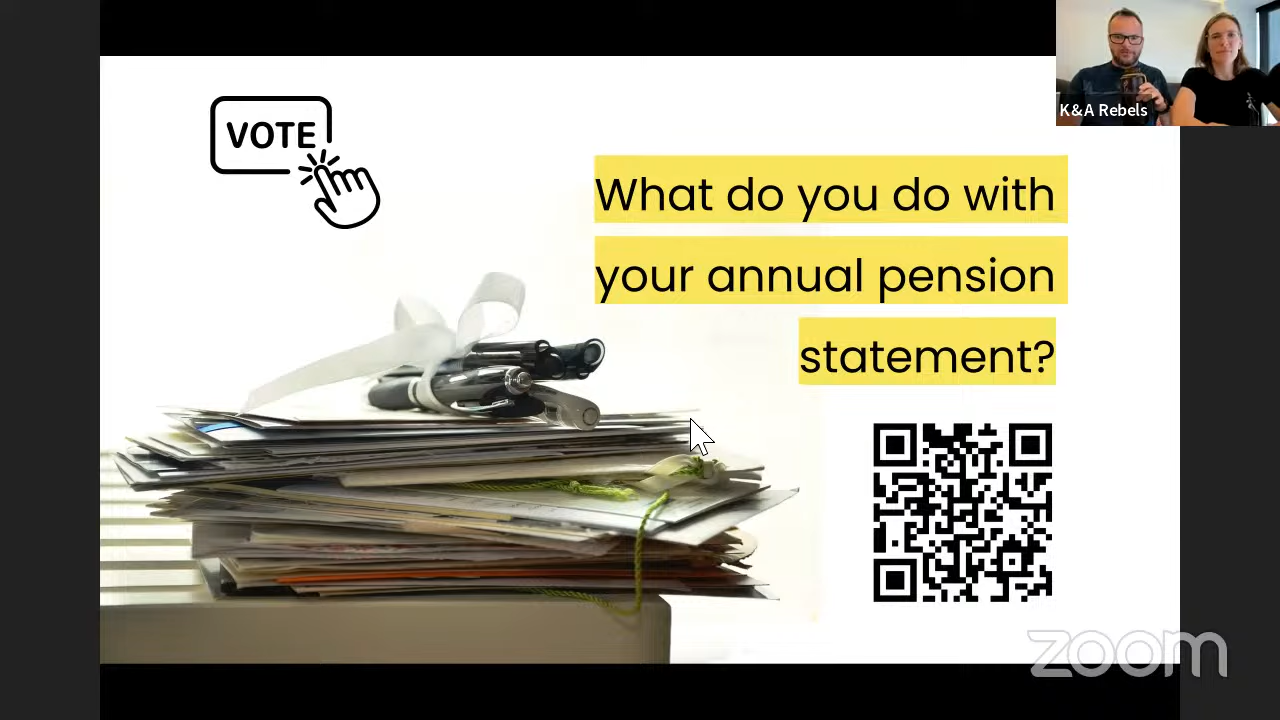 VOTE
K&A Rebels
What do you do with
your annual pension
statement?
zoom